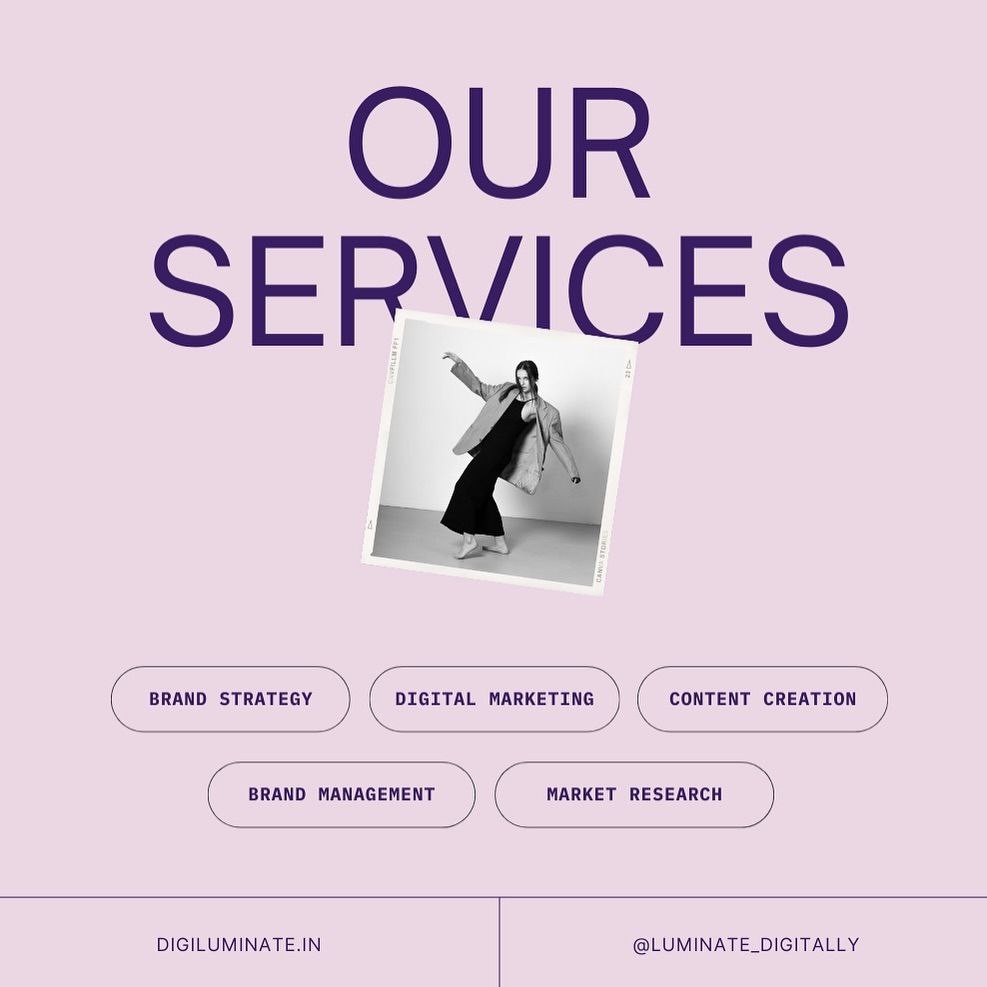 OUR
SERVICES
CANVA STORIES
BRAND STRATEGY
DIGITAL MARKETING
CONTENT CREATION
BRAND MANAGEMENT
MARKET RESEARCH
DIGILUMINATE.IN
@LUMINATE_DIGITALLY